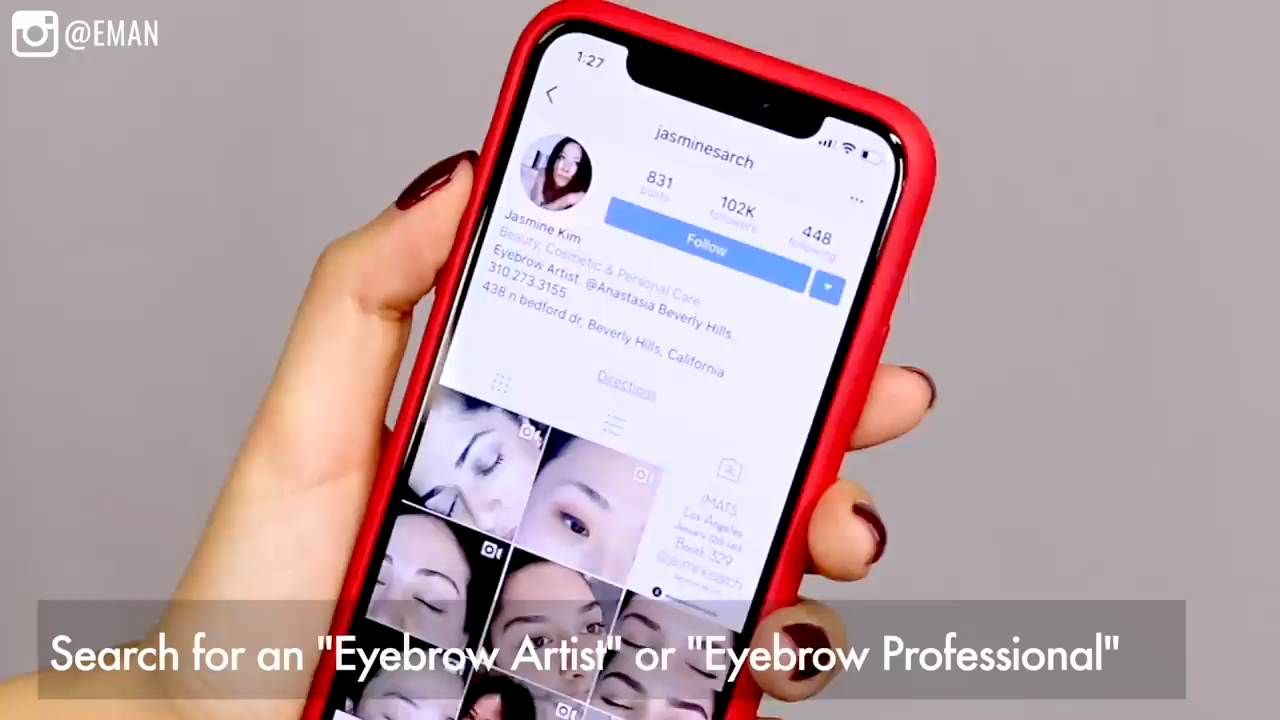 @EMAN
1:27
jasminesarch
831
posts
102K
followers
448
following
Follow
Jasmine Kim
Beauty, Cosmetic & Personal Care
Eyebrow Artist. @Anastasia Beverly Hills.
310.273.3155
438 n bedford dr, Beverly Hills, California
Directions
iMATS
Los Angeles
Booth 329
@jasminesarch
Search for an "Eyebrow Artist" or "Eyebrow Professional"